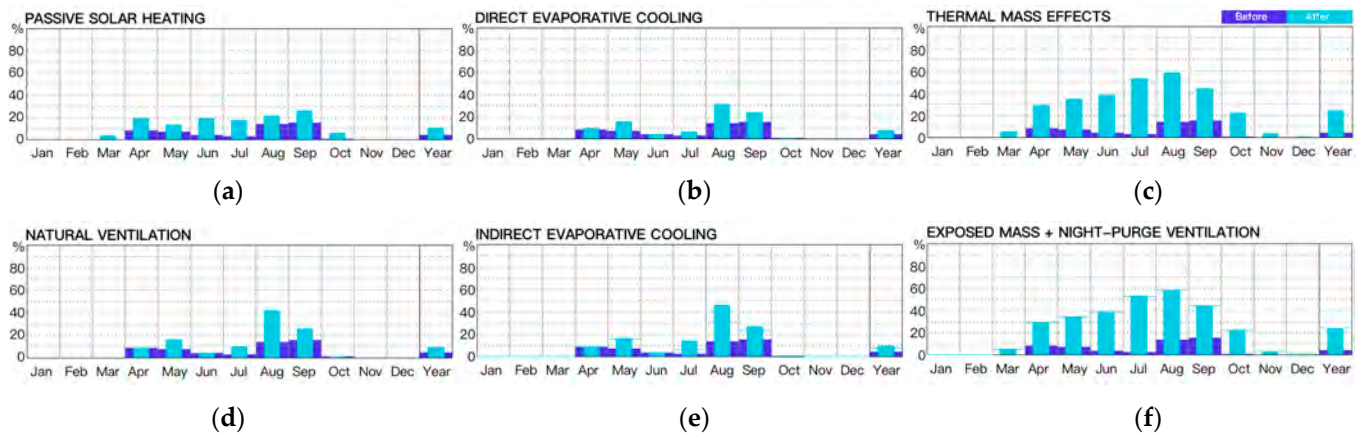 PASSIVE SOLAR HEATING
%
80
60
40
20
0
Jan Feb Mar Apr May Jun Jul Aug Sep Oct Nov Dec Year
(a)
DIRECT EVAPORATIVE COOLING
%
80
60
40
20
0
Jan Feb Mar Apr May Jun Jul Aug Sep Oct Nov Dec Year
(b)
THERMAL MASS EFFECTS
Before After
%
80
60
40
20
0
Jan Feb Mar Apr May Jun Jul Aug Sep Oct Nov Dec Year
(c)
NATURAL VENTILATION
%
80
60
40
20
0
Jan Feb Mar Apr May Jun Jul Aug Sep Oct Nov Dec Year
(d)
INDIRECT EVAPORATIVE COOLING
%
80
60
40
20
0
Jan Feb Mar Apr May Jun Jul Aug Sep Oct Nov Dec Year
(e)
EXPOSED MASS + NIGHT-PURGE VENTILATION
%
80
60
40
20
0
Jan Feb Mar Apr May Jun Jul Aug Sep Oct Nov Dec Year
(f)